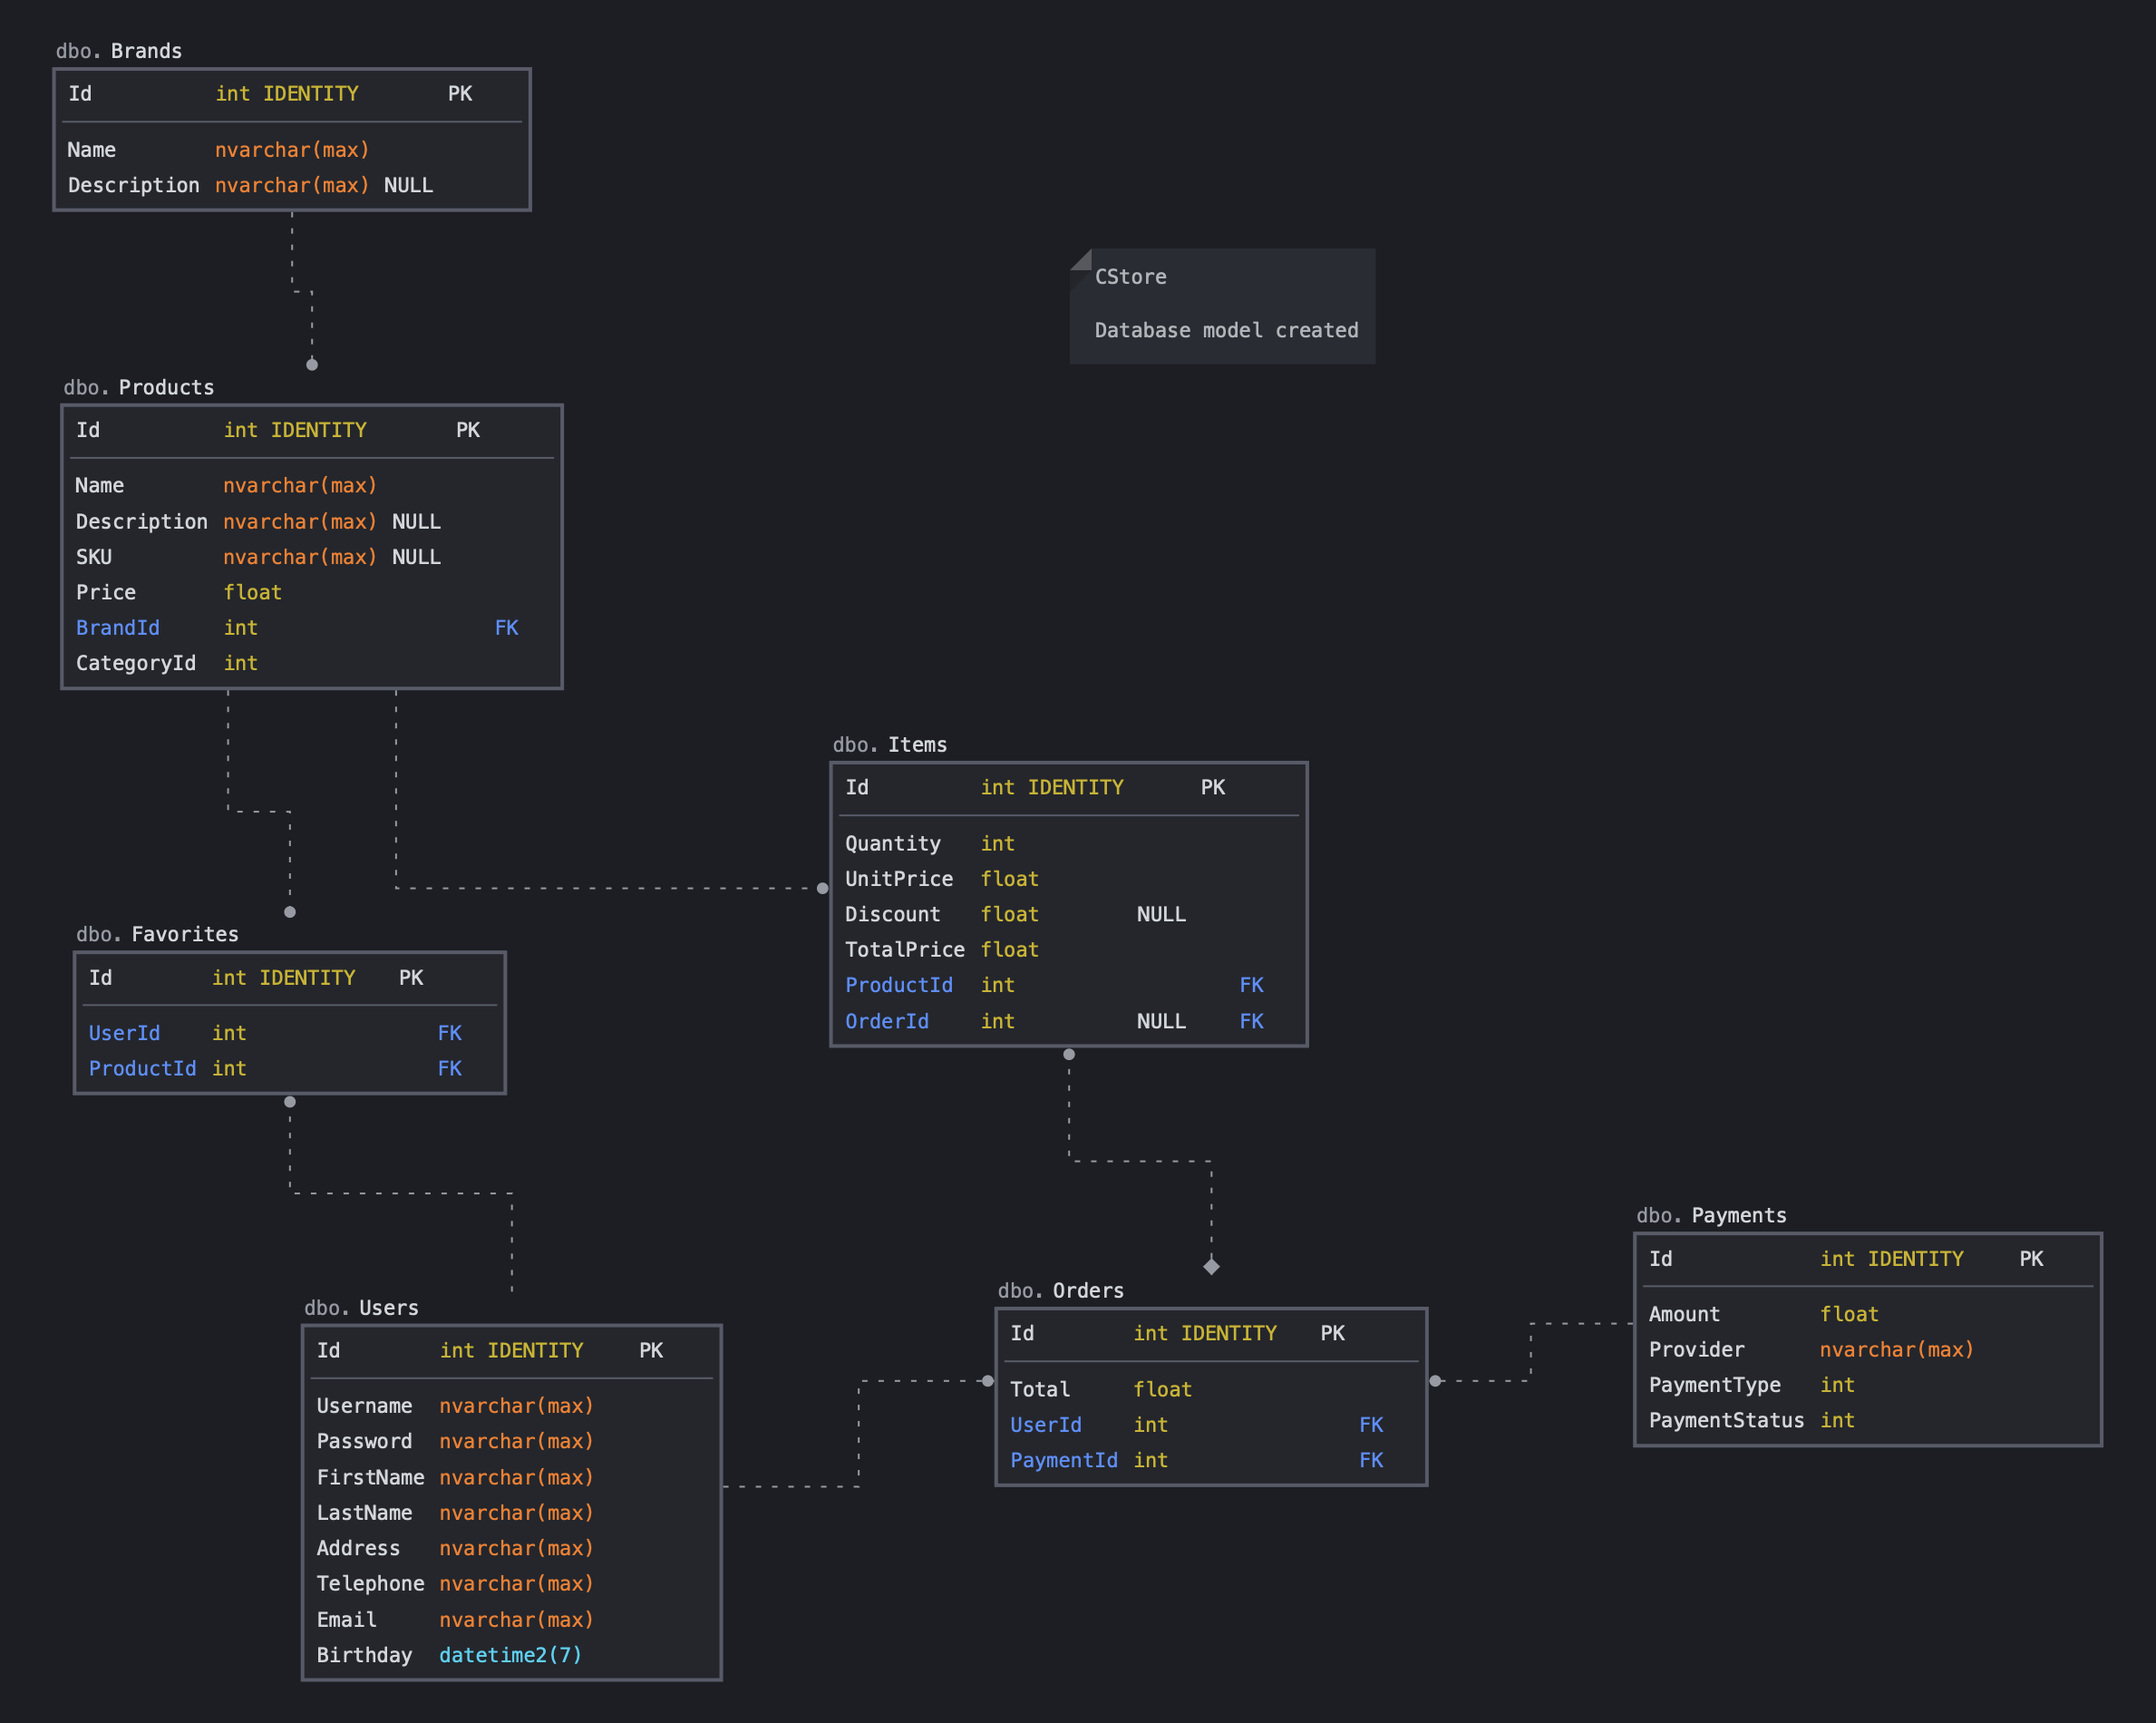 dbo. Brands
Id int IDENTITY PK
Name nvarchar(max)
Description nvarchar(max) NULL
CStore
Database model created
dbo. Products
Id int IDENTITY PK
Name nvarchar(max)
Description nvarchar(max) NULL
SKU nvarchar(max) NULL
Price float
BrandId int FK
CategoryId int
dbo. Items
Id int IDENTITY PK
Quantity int
UnitPrice float
Discount float NULL
TotalPrice float
ProductId int FK
OrderId int NULL FK
dbo. Favorites
Id int IDENTITY PK
UserId int FK
ProductId int FK
dbo. Users
Id int IDENTITY PK
Username nvarchar(max)
Password nvarchar(max)
FirstName nvarchar(max)
LastName nvarchar(max)
Address nvarchar(max)
Telephone nvarchar(max)
Email nvarchar(max)
Birthday datetime2(7)
dbo. Orders
Id int IDENTITY PK
Total float
UserId int FK
PaymentId int FK
dbo. Payments
Id int IDENTITY PK
Amount float
Provider nvarchar(max)
PaymentType int
PaymentStatus int